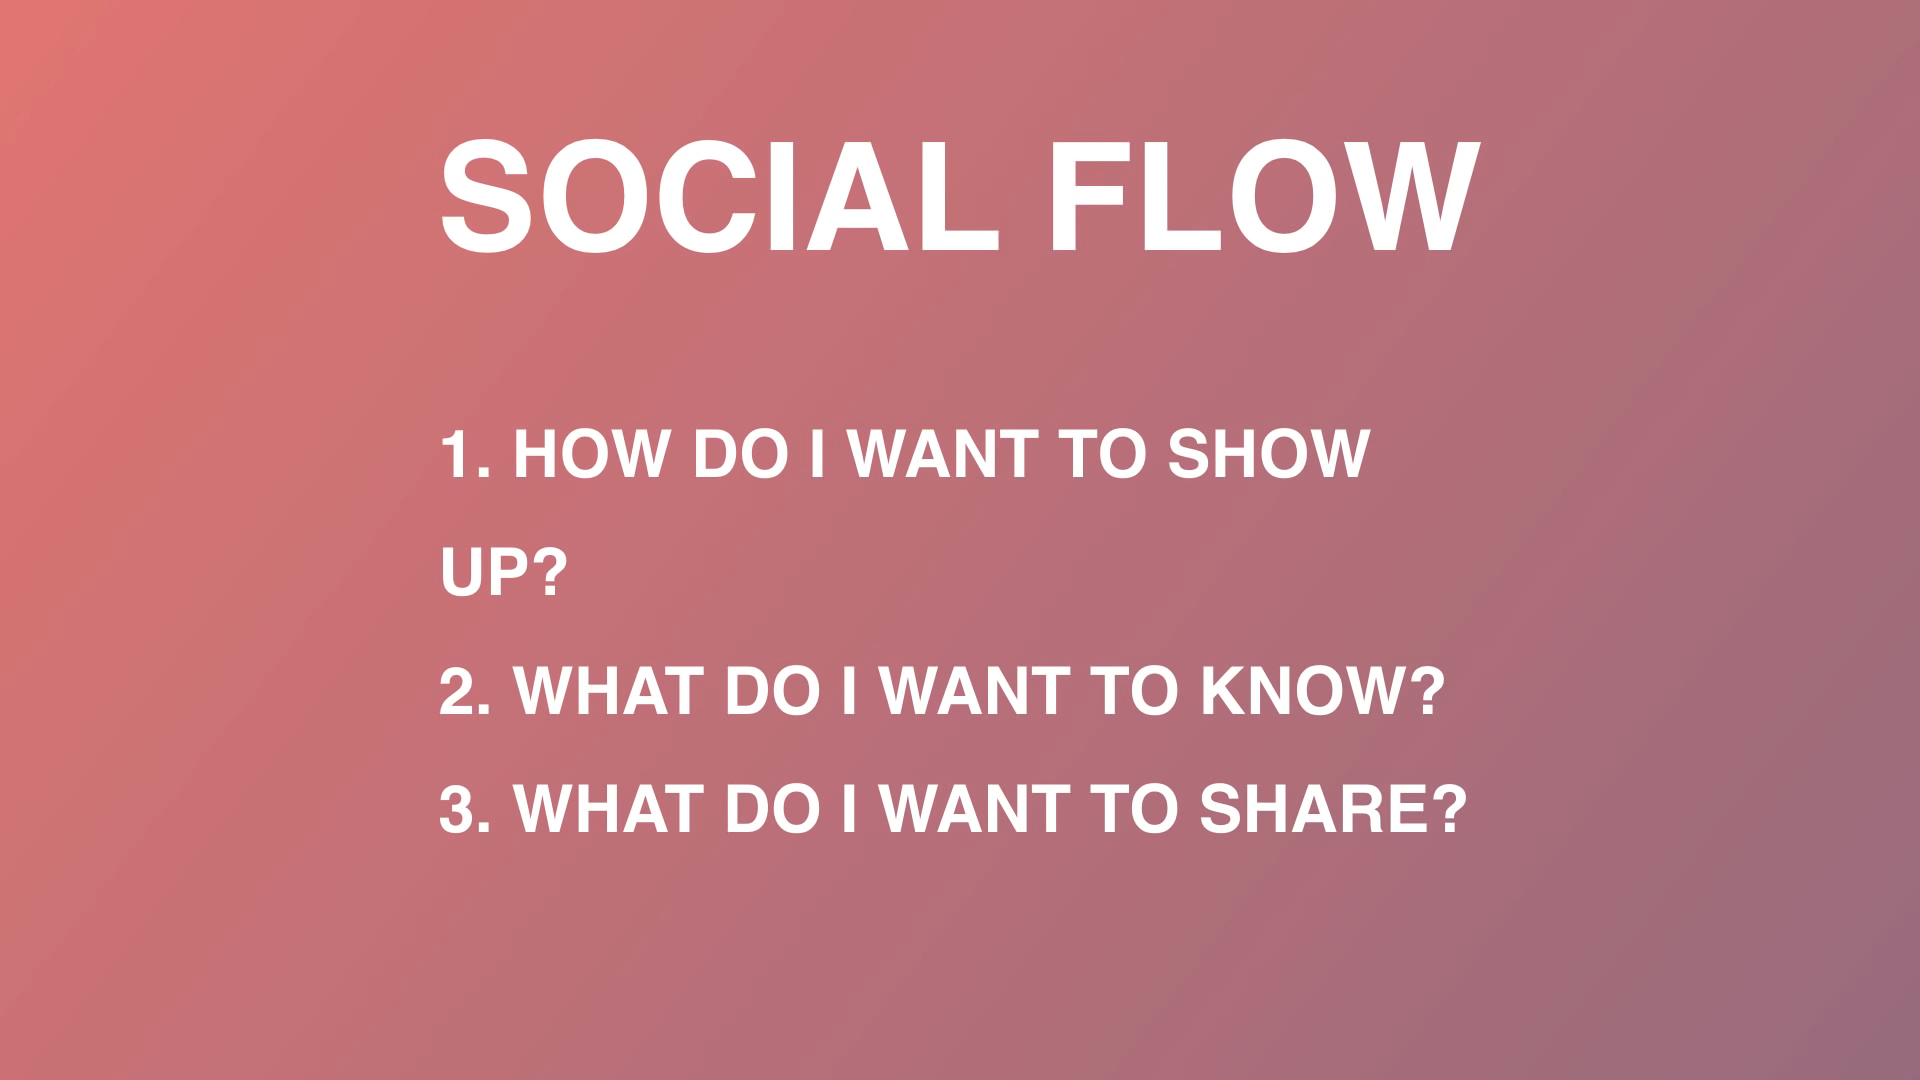 SOCIAL FLOW
1. HOW DO I WANT TO SHOW
UP?
2. WHAT DO I WANT TO KNOW?
3. WHAT DO I WANT TO SHARE?